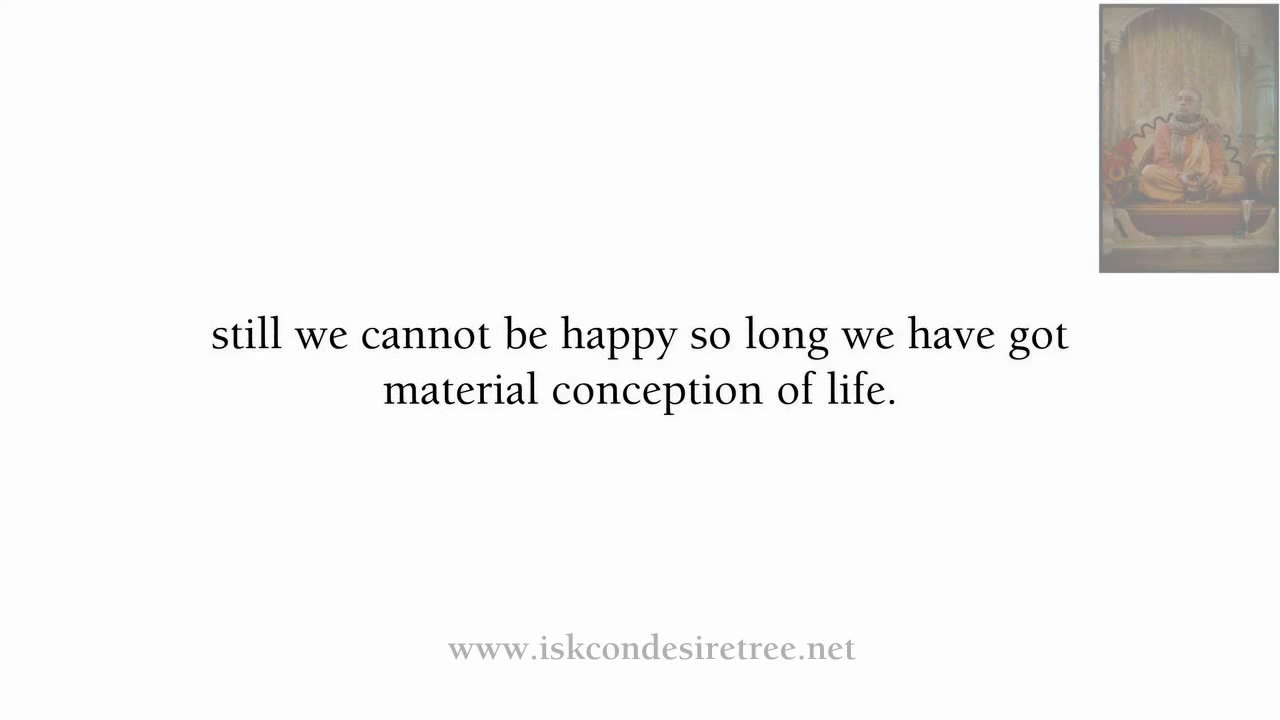 still we cannot be happy so long we have got
material conception of life.
www.iskcondesiretree.net